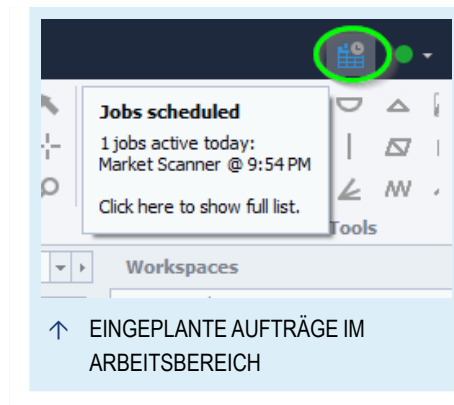 Jobs scheduled
1 jobs active today:
Market Scanner @ 9:54 PM
Click here to show full list.
Tools
Workspaces
EINGEPLANTE AUFTRÄGE IM
ARBEITSBEREICH